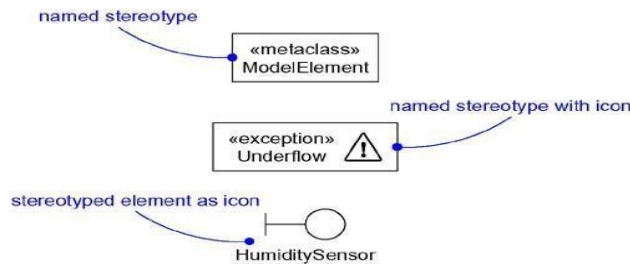 named stereotype
«metaclass»
ModelElement
named stereotype with icon
«exception»
Underflow
stereotyped element as icon
HumiditySensor